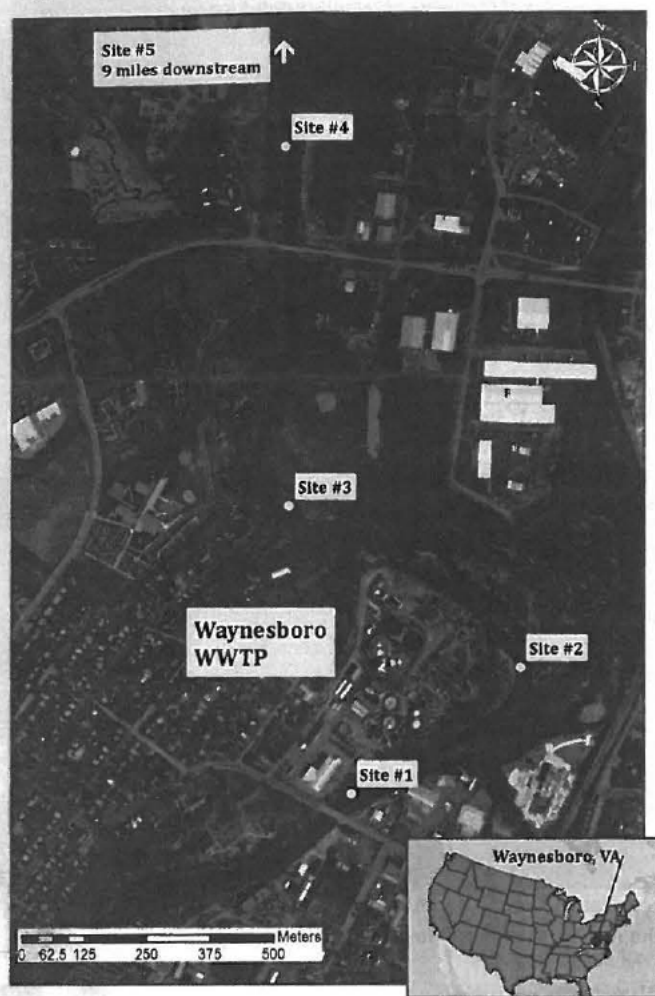 Site #5
9 miles downstream
Site #4
Site #3
Waynesboro
WWTP
Site #2
Site #1
Waynesboro, VA
Meters
0 62.5 125 250 375 500